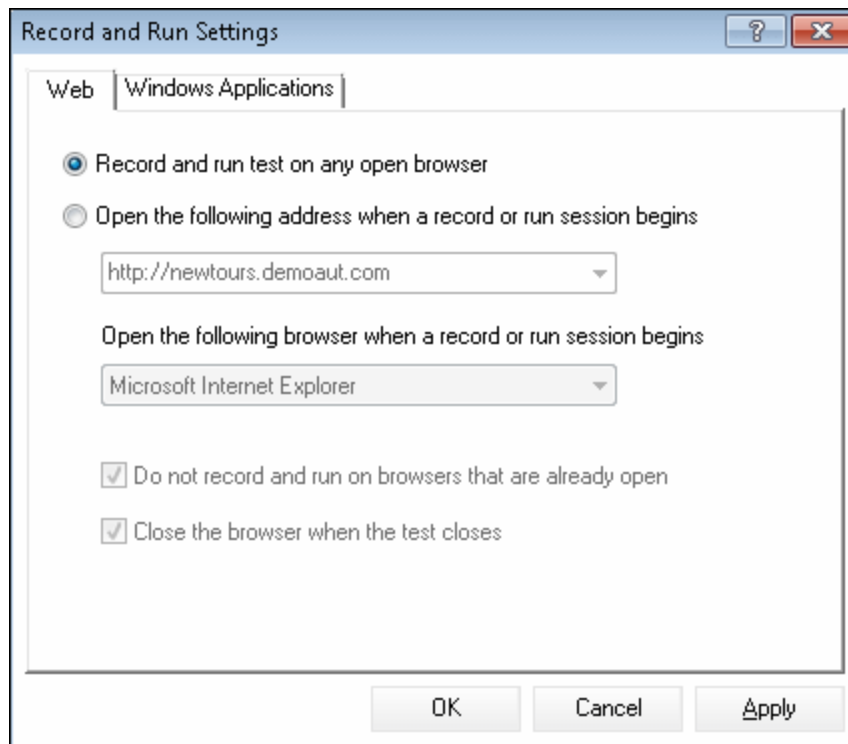 Record and Run Settings
Web
Windows Applications
Record and run test on any open browser
Open the following address when a record or run session begins
http://newtours.demoaut.com
Open the following browser when a record or run session begins
Microsoft Internet Explorer
Do not record and run on browsers that are already open
Close the browser when the test closes
OK
Cancel
Apply